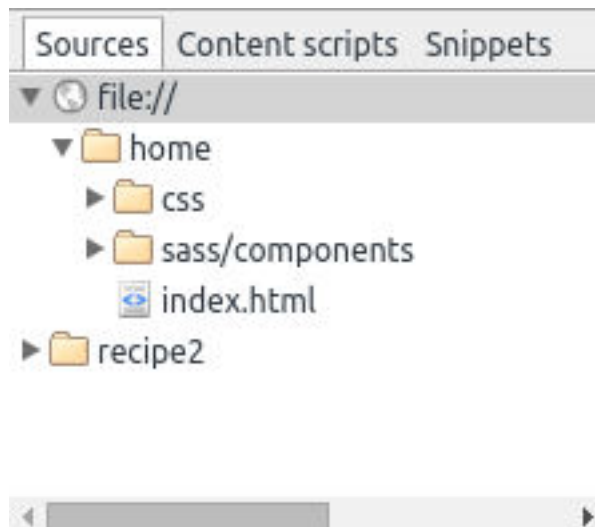 Sources Content scripts Snippets
file://
home
css
sass/components
index.html
recipe2